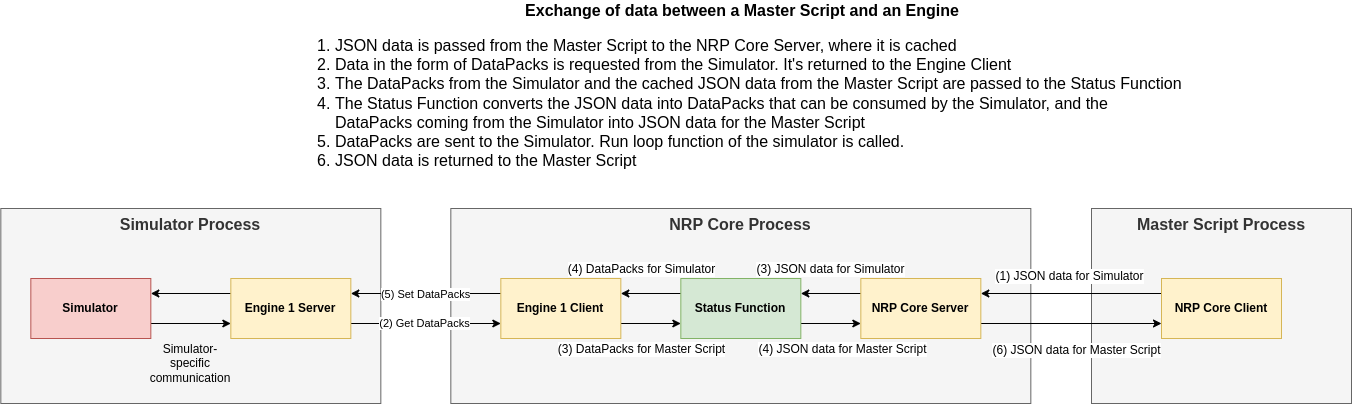 Exchange of data between a Master Script and an Engine
1. JSON data is passed from the Master Script to the NRP Core Server, where it is cached
2. Data in the form of DataPacks is requested from the Simulator. It's returned to the Engine Client
3. The DataPacks from the Simulator and the cached JSON data from the Master Script are passed to the Status Function
4. The Status Function converts the JSON data into DataPacks that can be consumed by the Simulator, and the
DataPacks coming from the Simulator into JSON data for the Master Script
5. DataPacks are sent to the Simulator. Run loop function of the simulator is called.
6. JSON data is returned to the Master Script
Simulator Process
Simulator
Engine 1 Server
Simulator-
specific
communication
(5) Set DataPacks
(2) Get DataPacks
NRP Core Process
(4) DataPacks for Simulator
(3) JSON data for Simulator
Engine 1 Client
Status Function
NRP Core Server
(3) DataPacks for Master Script
(4) JSON data for Master Script
(1) JSON data for Simulator
(6) JSON data for Master Script
Master Script Process
NRP Core Client